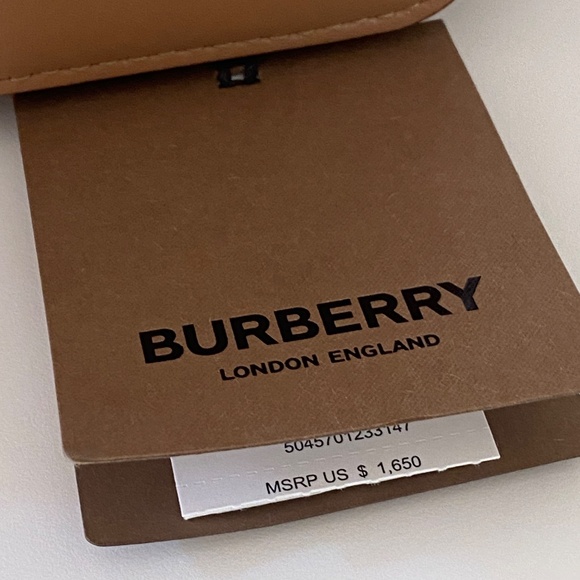 BURBERRY
LONDON ENGLAND
5045701233147
MSRP US $ 1,650